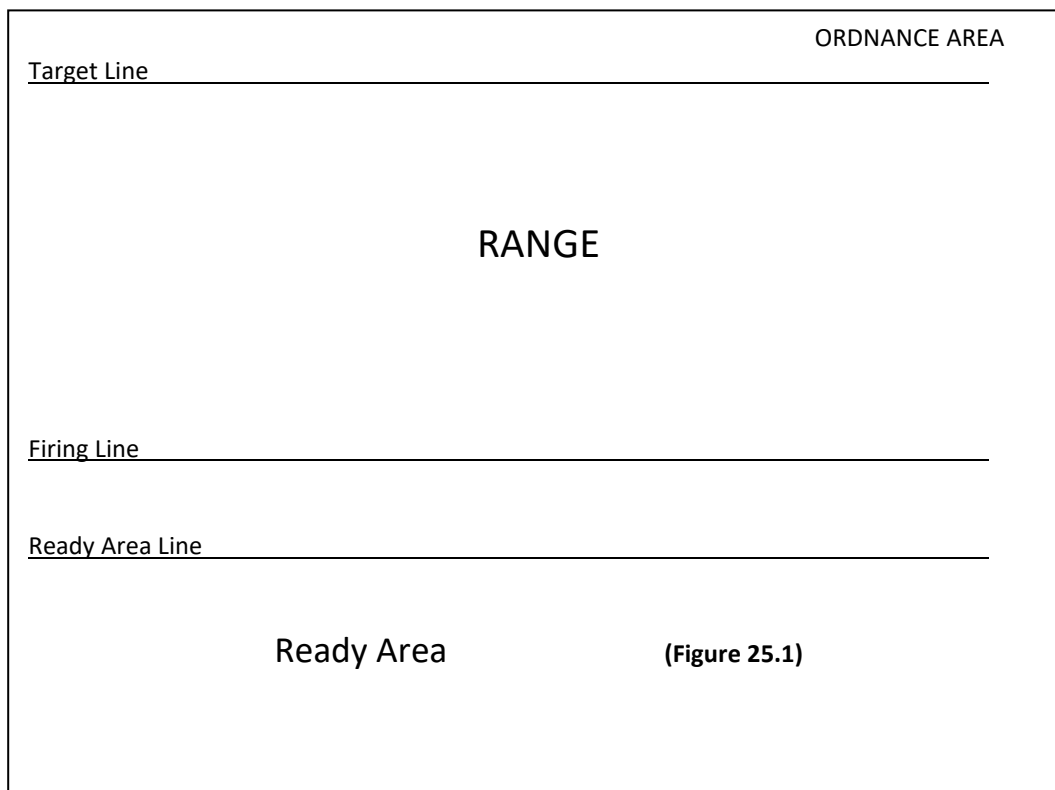 ORDNANCE AREA
Target Line
RANGE
Firing Line
Ready Area Line
Ready Area (Figure 25.1)